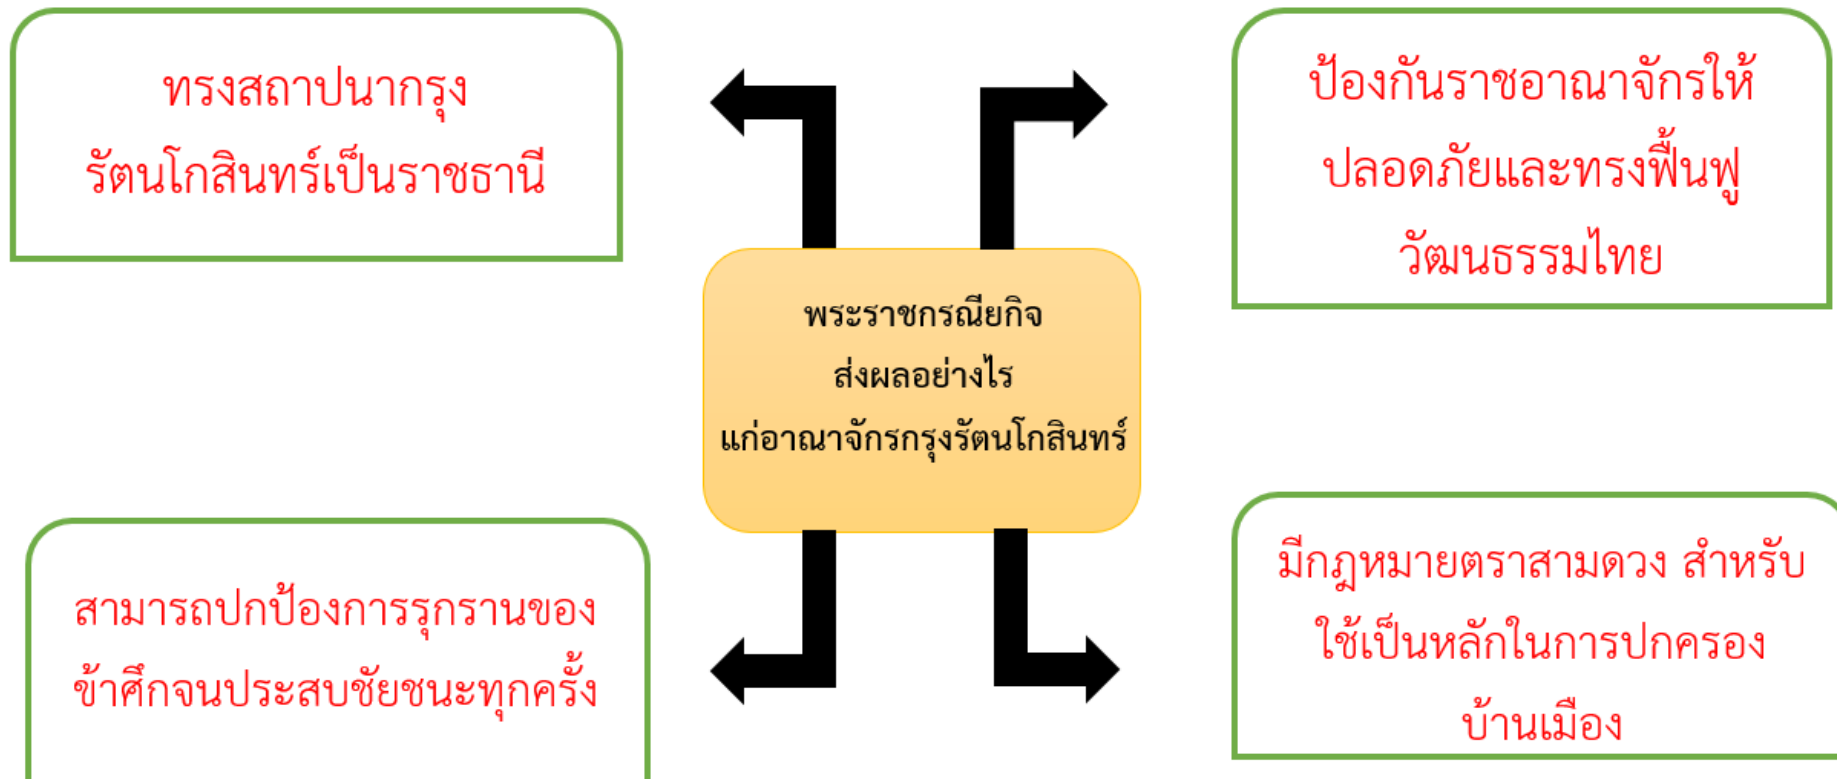 ทรงสถาปนากรุง
รัตนโกสินทร์เป็นราชธานี
ป้องกันราชอาณาจักรให้
ปลอดภัยและทรงฟื้นฟู
วัฒนธรรมไทย
พระราชกรณียกิจ
ส่งผลอย่างไร
แก่อาณาจักรกรุงรัตนโกสินทร์
สามารถปกป้องการรุกรานของ
ข้าศึกจนประสบชัยชนะทุกครั้ง
มีกฎหมายตราสามดวง สำหรับ
ใช้เป็นหลักในการปกครอง
บ้านเมือง